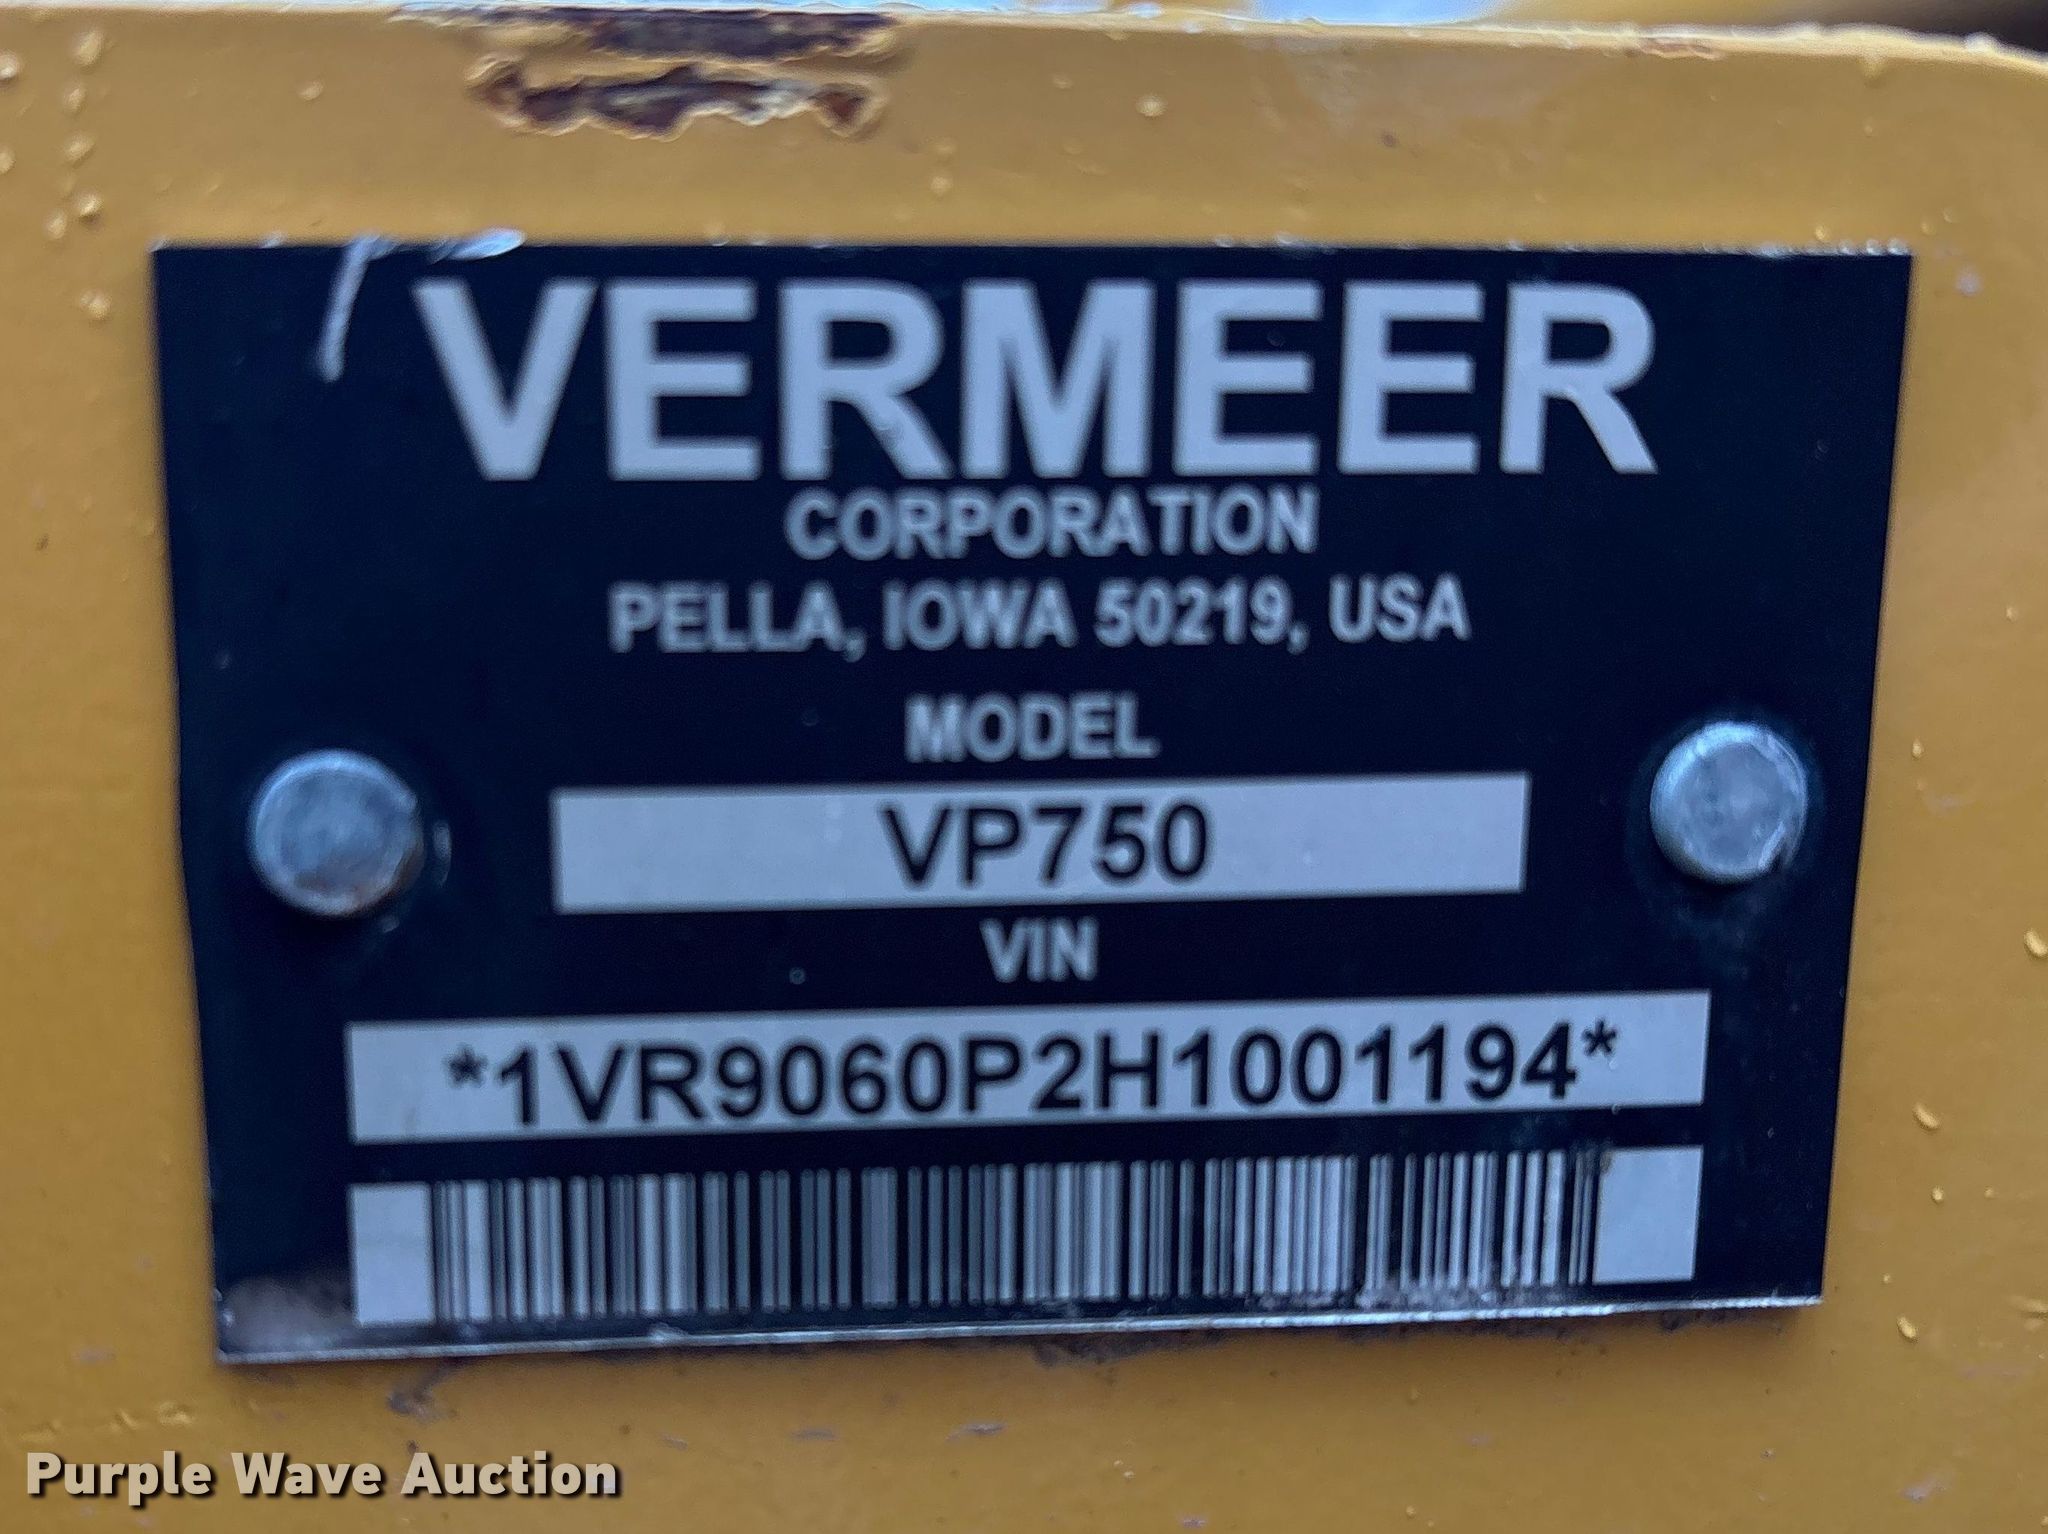 VERMEER
CORPORATION
PELLA, IOWA 50219, USA
MODEL
VP750
VIN
*1VR9060P2H1001194*
Purple Wave Auction